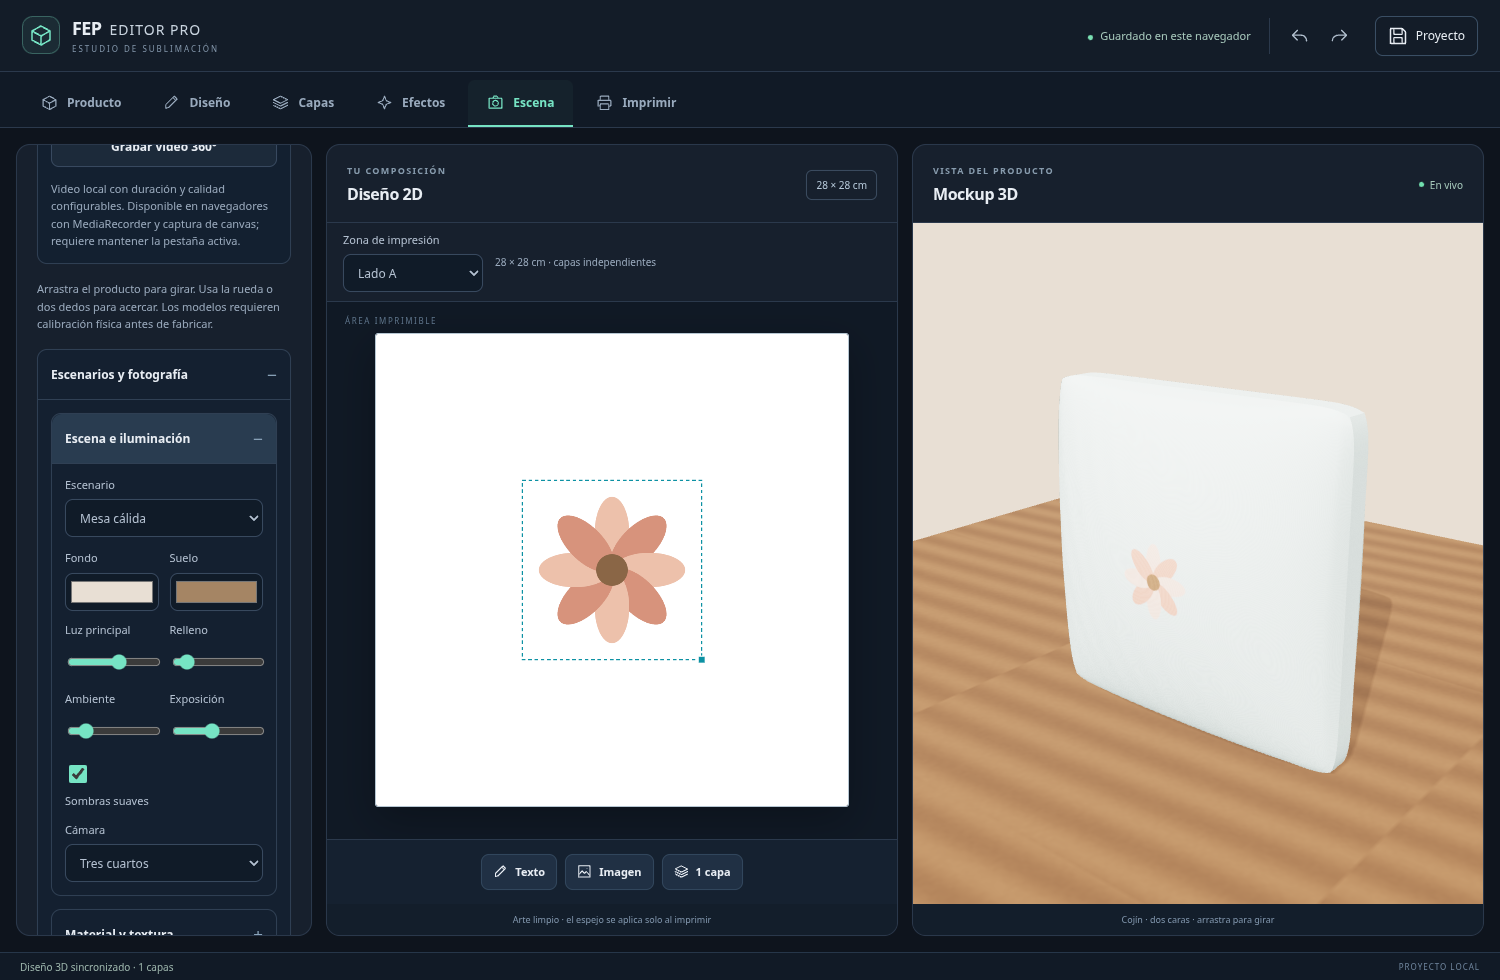 FEP EDITOR PRO
ESTUDIO DE SUBLIMACIÓN
Guardado en este navegador
Proyecto
Producto
Diseño
Capas
Efectos
Escena
Imprimir
Grabar video 360°
Video local con duración y calidad
configurables. Disponible en navegadores
con MediaRecorder y captura de canvas;
requiere mantener la pestaña activa.
Arrastra el producto para girar. Usa la rueda o
dos dedos para acercar. Los modelos requieren
calibración física antes de fabricar.
Escenarios y fotografía
Escena e iluminación
Escenario
Mesa cálida
Fondo
Suelo
Luz principal
Relleno
Ambiente
Exposición
Sombras suaves
Cámara
Tres cuartos
Material y textura
TU COMPOSICIÓN
Diseño 2D
28 × 28 cm
Zona de impresión
Lado A
28 × 28 cm · capas independientes
ÁREA IMPRIMIBLE
Texto
Imagen
1 capa
Arte limpio · el espejo se aplica solo al imprimir
VISTA DEL PRODUCTO
Mockup 3D
En vivo
Cojín · dos caras · arrastra para girar
Diseño 3D sincronizado · 1 capas
PROYECTO LOCAL